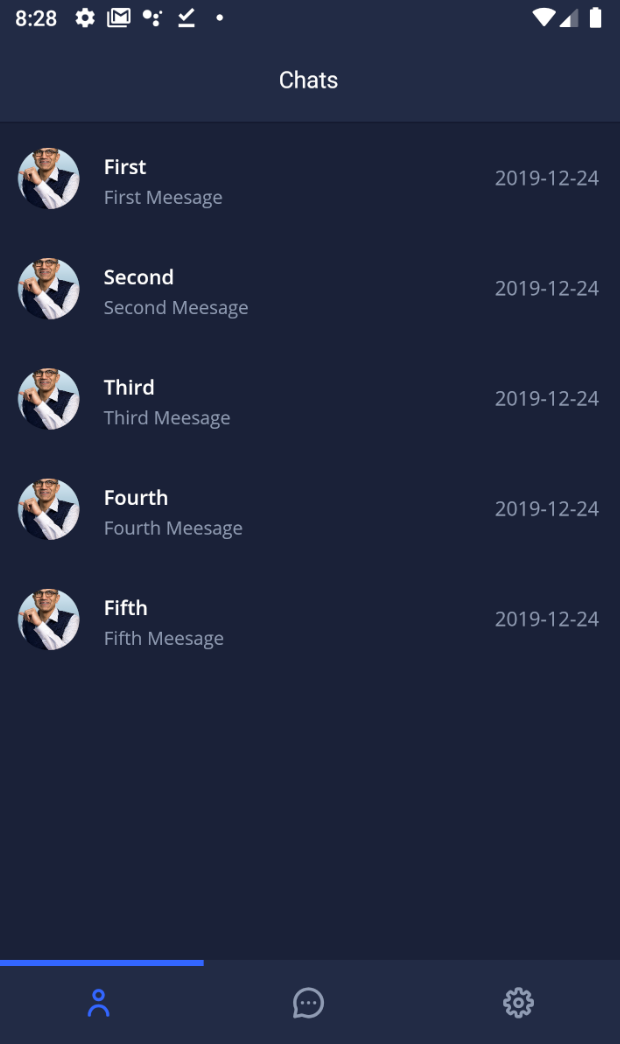 8:28
Chats
First
First Meesage
2019-12-24
Second
Second Meesage
2019-12-24
Third
Third Meesage
2019-12-24
Fourth
Fourth Meesage
2019-12-24
Fifth
Fifth Meesage
2019-12-24